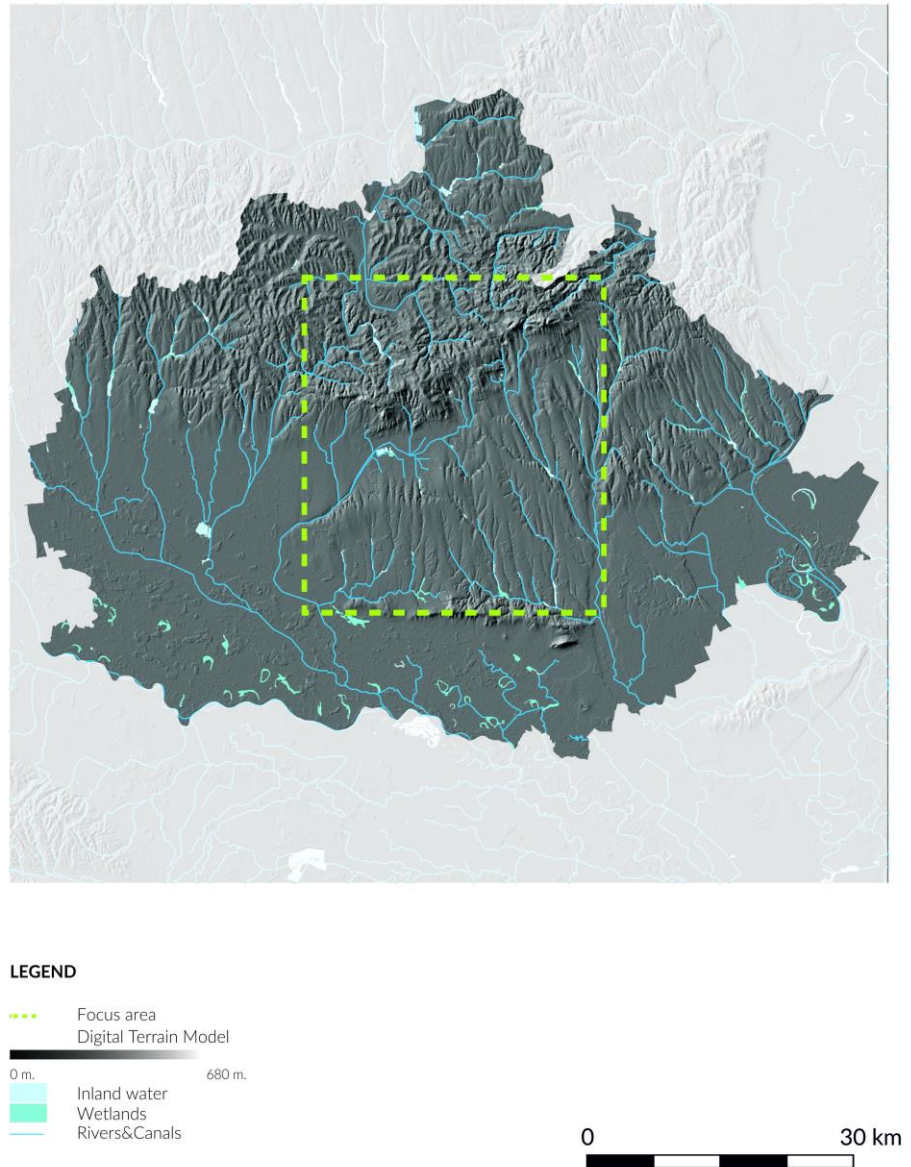 LEGEND
Focus area
Digital Terrain Model
0 m. 680 m.
Inland water
Wetlands
Rivers&Canals
0 30 km